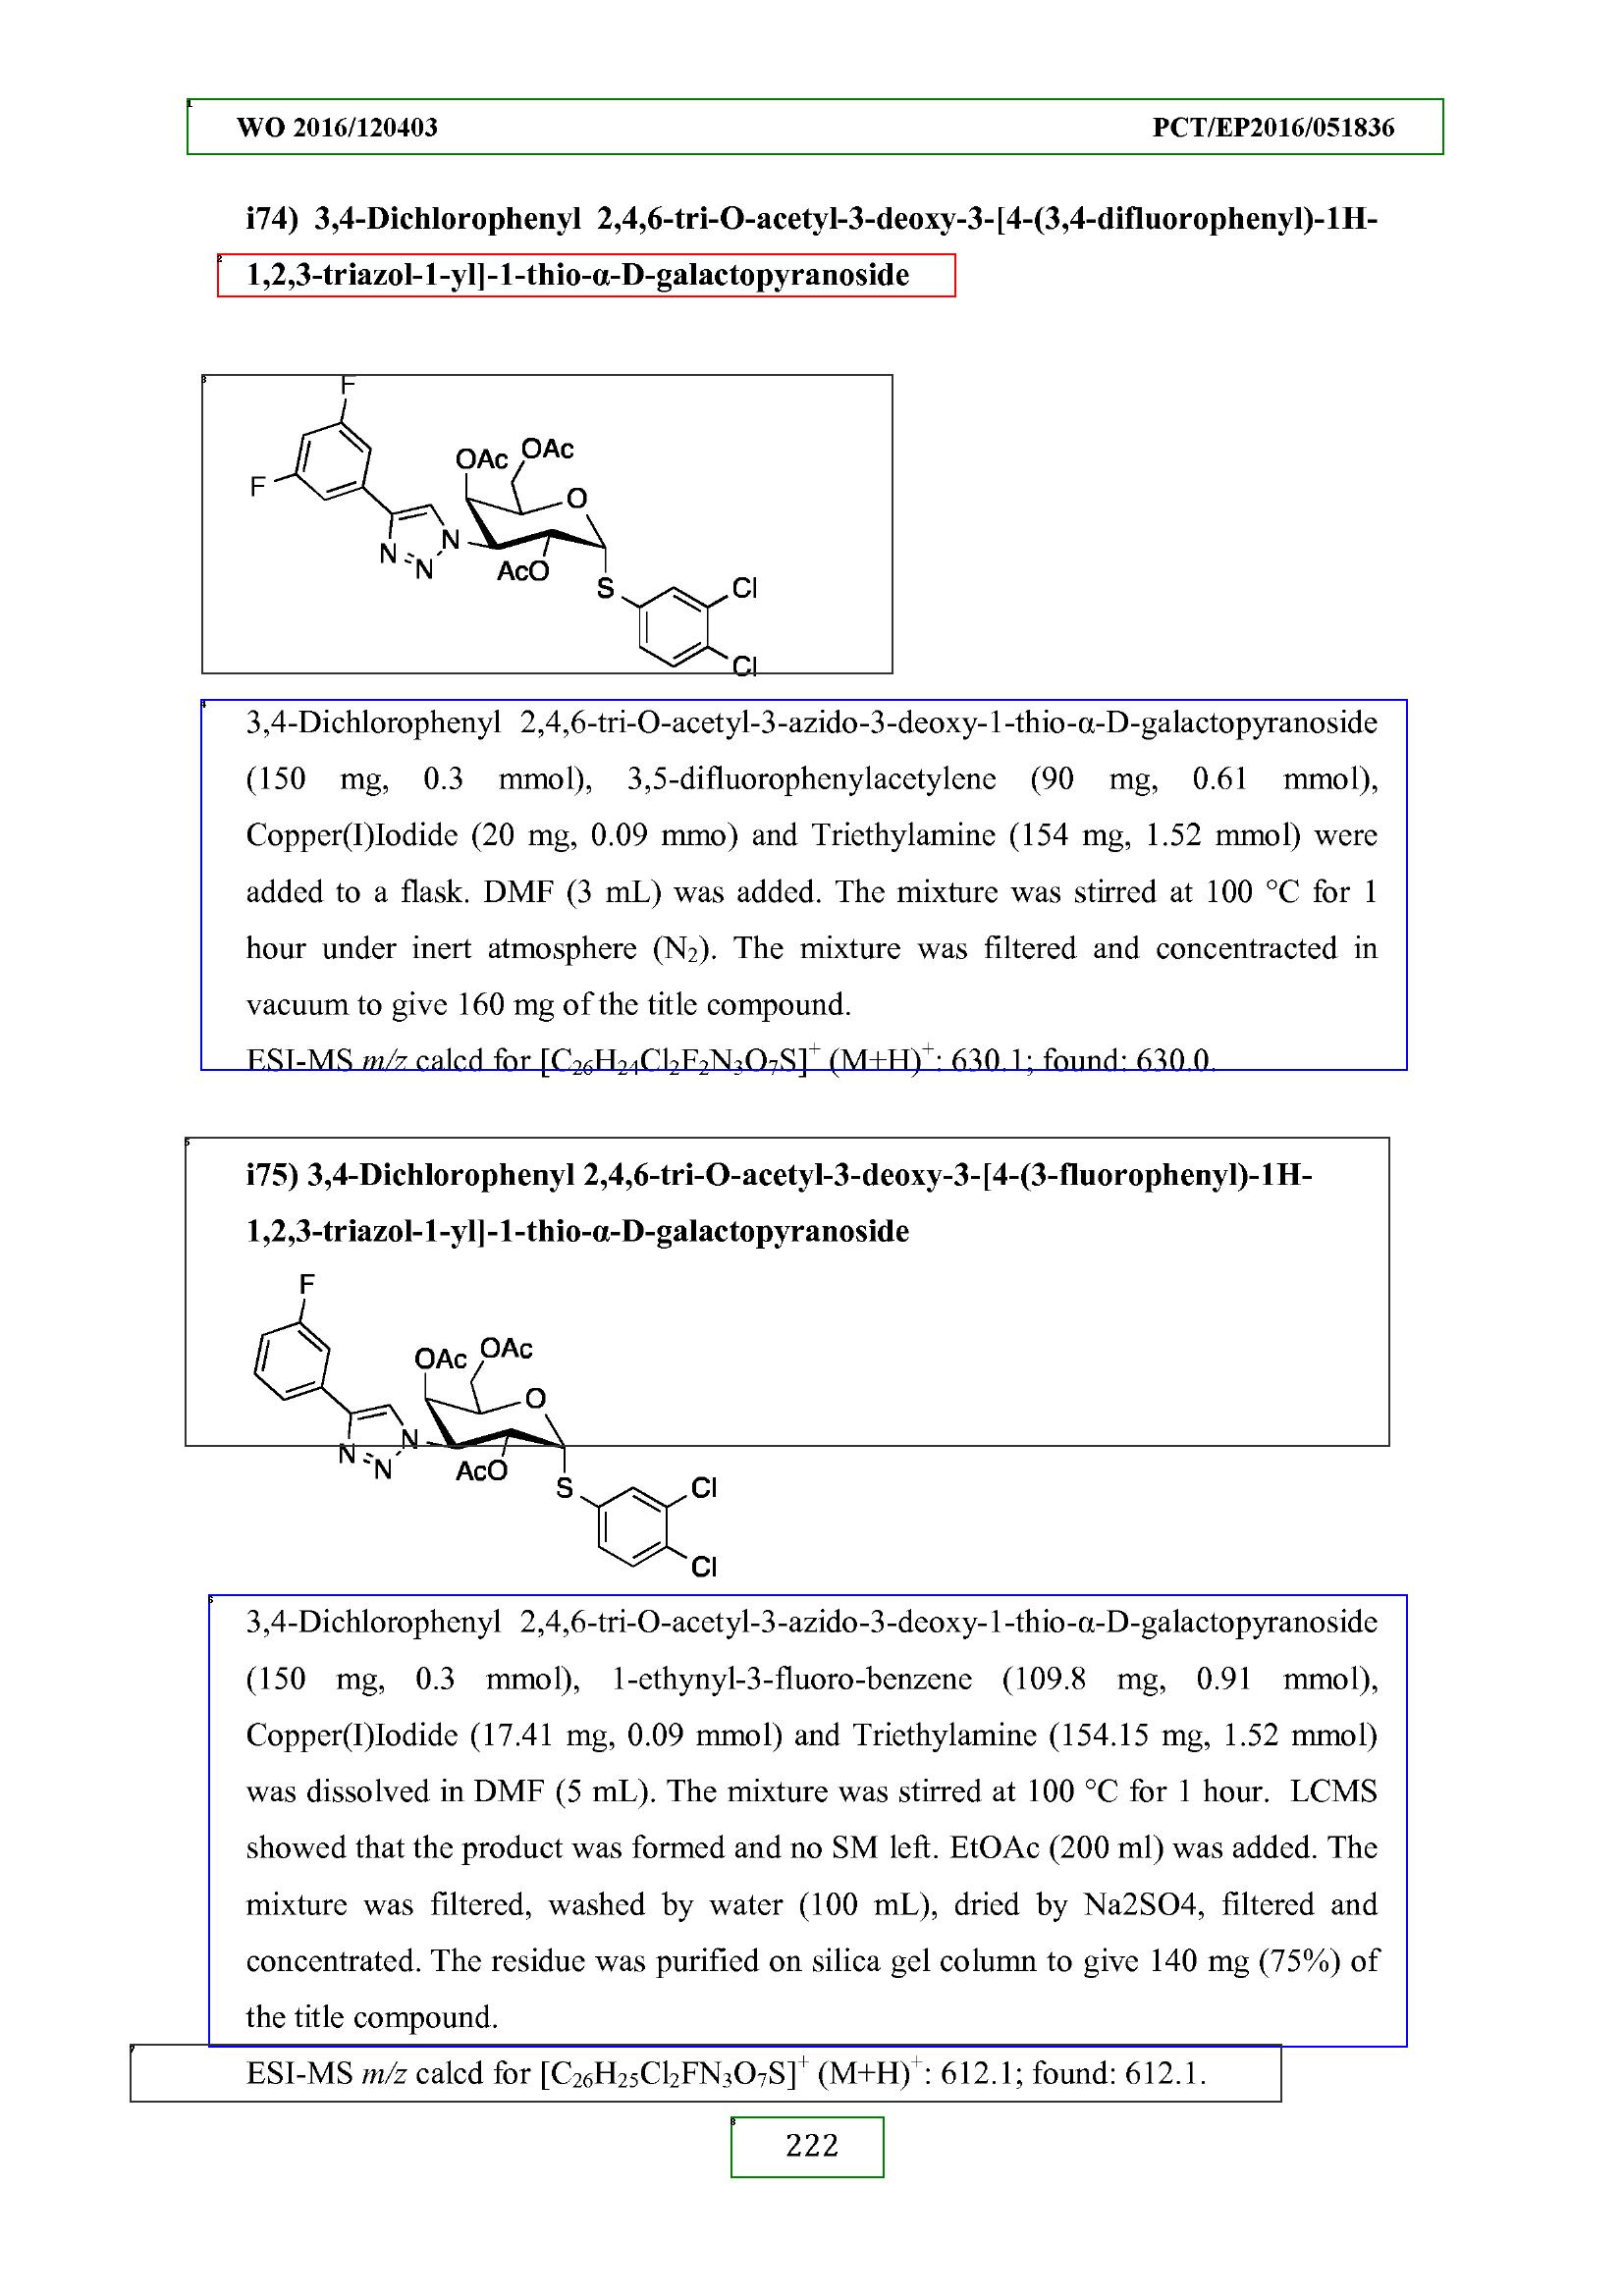 WO 2016/120403 PCT/EP2016/051836
i74) 3,4-Dichlorophenyl 2,4,6-tri-O-acetyl-3-deoxy-3-[4-(3,4-difluorophenyl)-1H-
1,2,3-triazol-1-yl]-1-thio-α-D-galactopyranoside
F
F
OAc OAc
O
N
N
N
AcO
S
Cl
Cl
3,4-Dichlorophenyl 2,4,6-tri-O-acetyl-3-azido-3-deoxy-1-thio-α-D-galactopyranoside
(150 mg, 0.3 mmol), 3,5-difluorophenylacetylene (90 mg, 0.61 mmol),
Copper(I)Iodide (20 mg, 0.09 mmo) and Triethylamine (154 mg, 1.52 mmol) were
added to a flask. DMF (3 mL) was added. The mixture was stirred at 100 °C for 1
hour under inert atmosphere (N₂). The mixture was filtered and concentracted in
vacuum to give 160 mg of the title compound.
ESI-MS m/z calcd for [C₂₆H₂₄Cl₂F₂N₃O₇S]⁺ (M+H)⁺: 630.1; found: 630.0.
i75) 3,4-Dichlorophenyl 2,4,6-tri-O-acetyl-3-deoxy-3-[4-(3-fluorophenyl)-1H-
1,2,3-triazol-1-yl]-1-thio-α-D-galactopyranoside
F
OAc OAc
O
N
N
N
AcO
S
Cl
Cl
3,4-Dichlorophenyl 2,4,6-tri-O-acetyl-3-azido-3-deoxy-1-thio-α-D-galactopyranoside
(150 mg, 0.3 mmol), 1-ethynyl-3-fluoro-benzene (109.8 mg, 0.91 mmol),
Copper(I)Iodide (17.41 mg, 0.09 mmol) and Triethylamine (154.15 mg, 1.52 mmol)
was dissolved in DMF (5 mL). The mixture was stirred at 100 °C for 1 hour. LCMS
showed that the product was formed and no SM left. EtOAc (200 ml) was added. The
mixture was filtered, washed by water (100 mL), dried by Na2SO4, filtered and
concentrated. The residue was purified on silica gel column to give 140 mg (75%) of
the title compound.
ESI-MS m/z calcd for [C₂₆H₂₅Cl₂FN₃O₇S]⁺ (M+H)⁺: 612.1; found: 612.1.
222